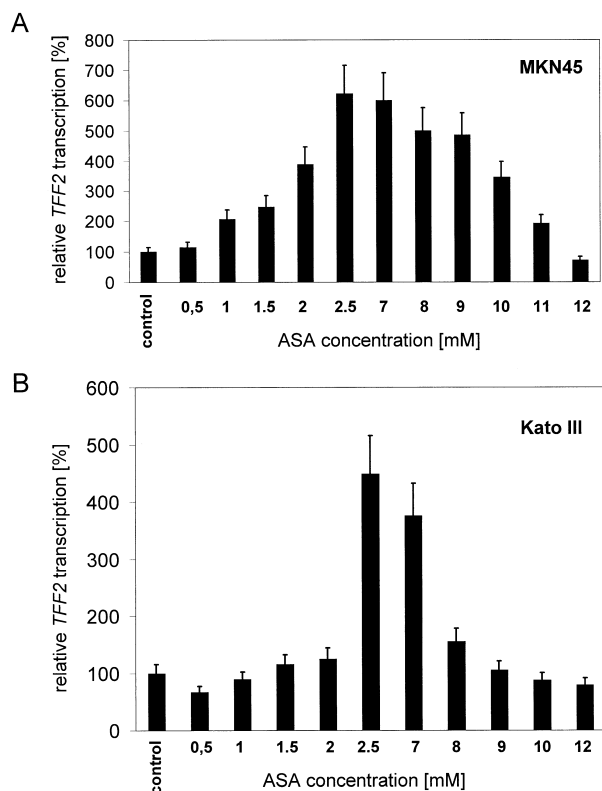 A
relative TFF2 transcription [%]
800
700
600
500
400
300
200
100
0
MKN45
control 0,5 1 1.5 2 2.5 7 8 9 10 11 12
ASA concentration [mM]
B
relative TFF2 transcription [%]
600
500
400
300
200
100
0
Kato III
control 0,5 1 1.5 2 2.5 7 8 9 10 12
ASA concentration [mM]